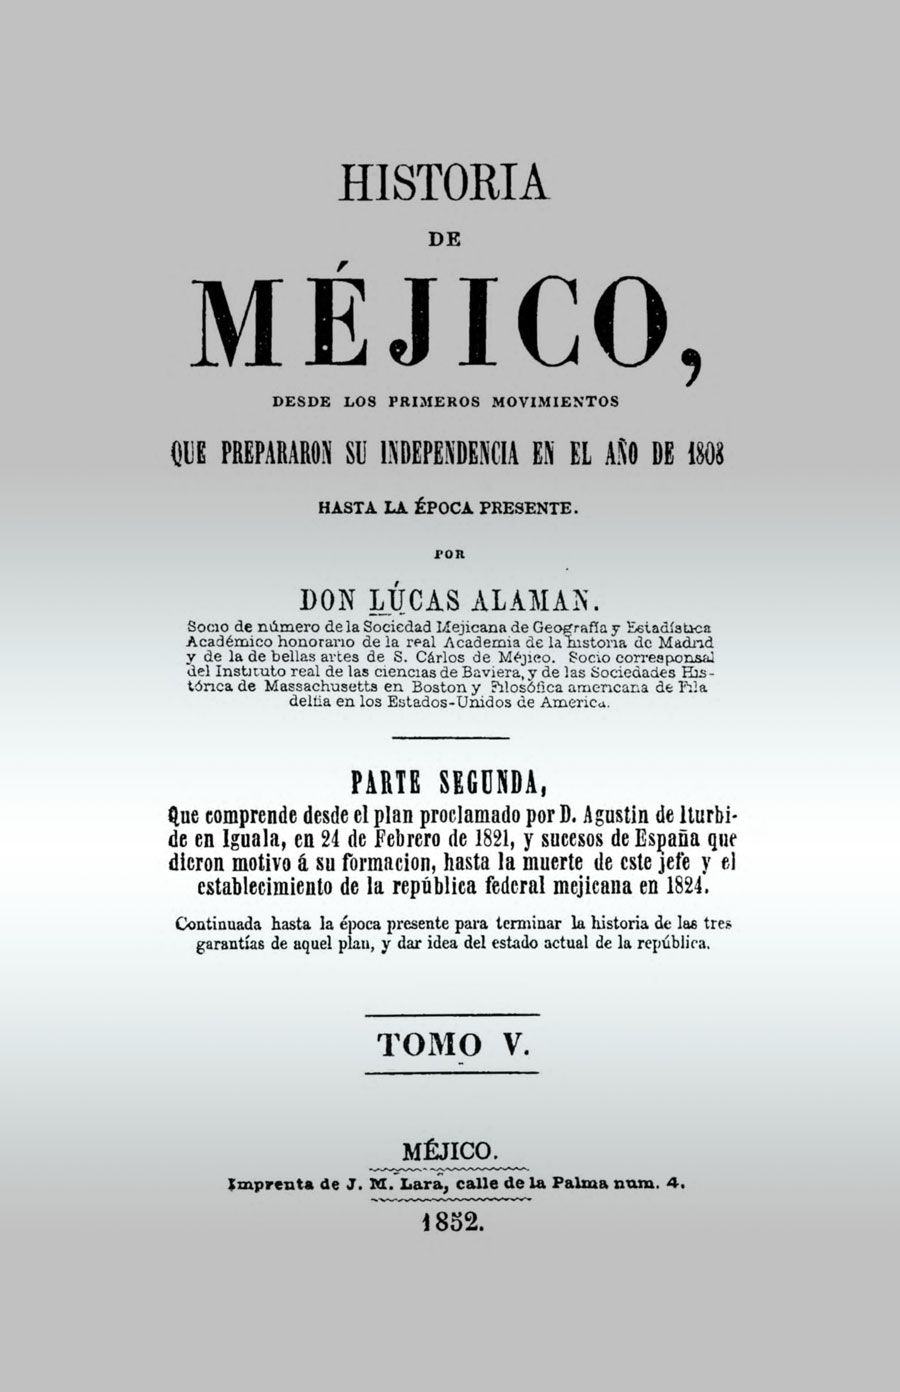 HISTORIA
DE
MÉJICO,
DESDE LOS PRIMEROS MOVIMIENTOS
QUE PREPARARON SU INDEPENDENCIA EN EL AÑO DE 1808
HASTA LA ÉPOCA PRESENTE.
POR
DON LÚCAS ALAMAN.
Socio de número de la Sociedad Mejicana de Geografía y Estadística
Académico honorario de la real Academia de la historia de Madrid
y de la de bellas artes de S. Cárlos de Méjico. Socio corresponsal
del Instituto real de las ciencias de Baviera, y de las Sociedades His-
tórica de Massachusetts en Boston y Filosófica americana de Fila
delfia en los Estados-Unidos de America.
PARTE SEGUNDA,
Que comprende desde el plan proclamado por D. Agustin de Iturbi-
de en Iguala, en 24 de Febrero de 1821, y sucesos de España que
dieron motivo á su formacion, hasta la muerte de este jefe y el
establecimiento de la república federal mejicana en 1824.
Continuada hasta la época presente para terminar la historia de las tres
garantías de aquel plan, y dar idea del estado actual de la república.
TOMO V.
MÉJICO.
Imprenta de J. M. Lara, calle de la Palma num. 4.
1852.